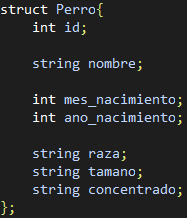 struct Perro{
int id;
string nombre;
int mes_nacimiento;
int ano_nacimiento;
string raza;
string tamano;
string concentrado;
};